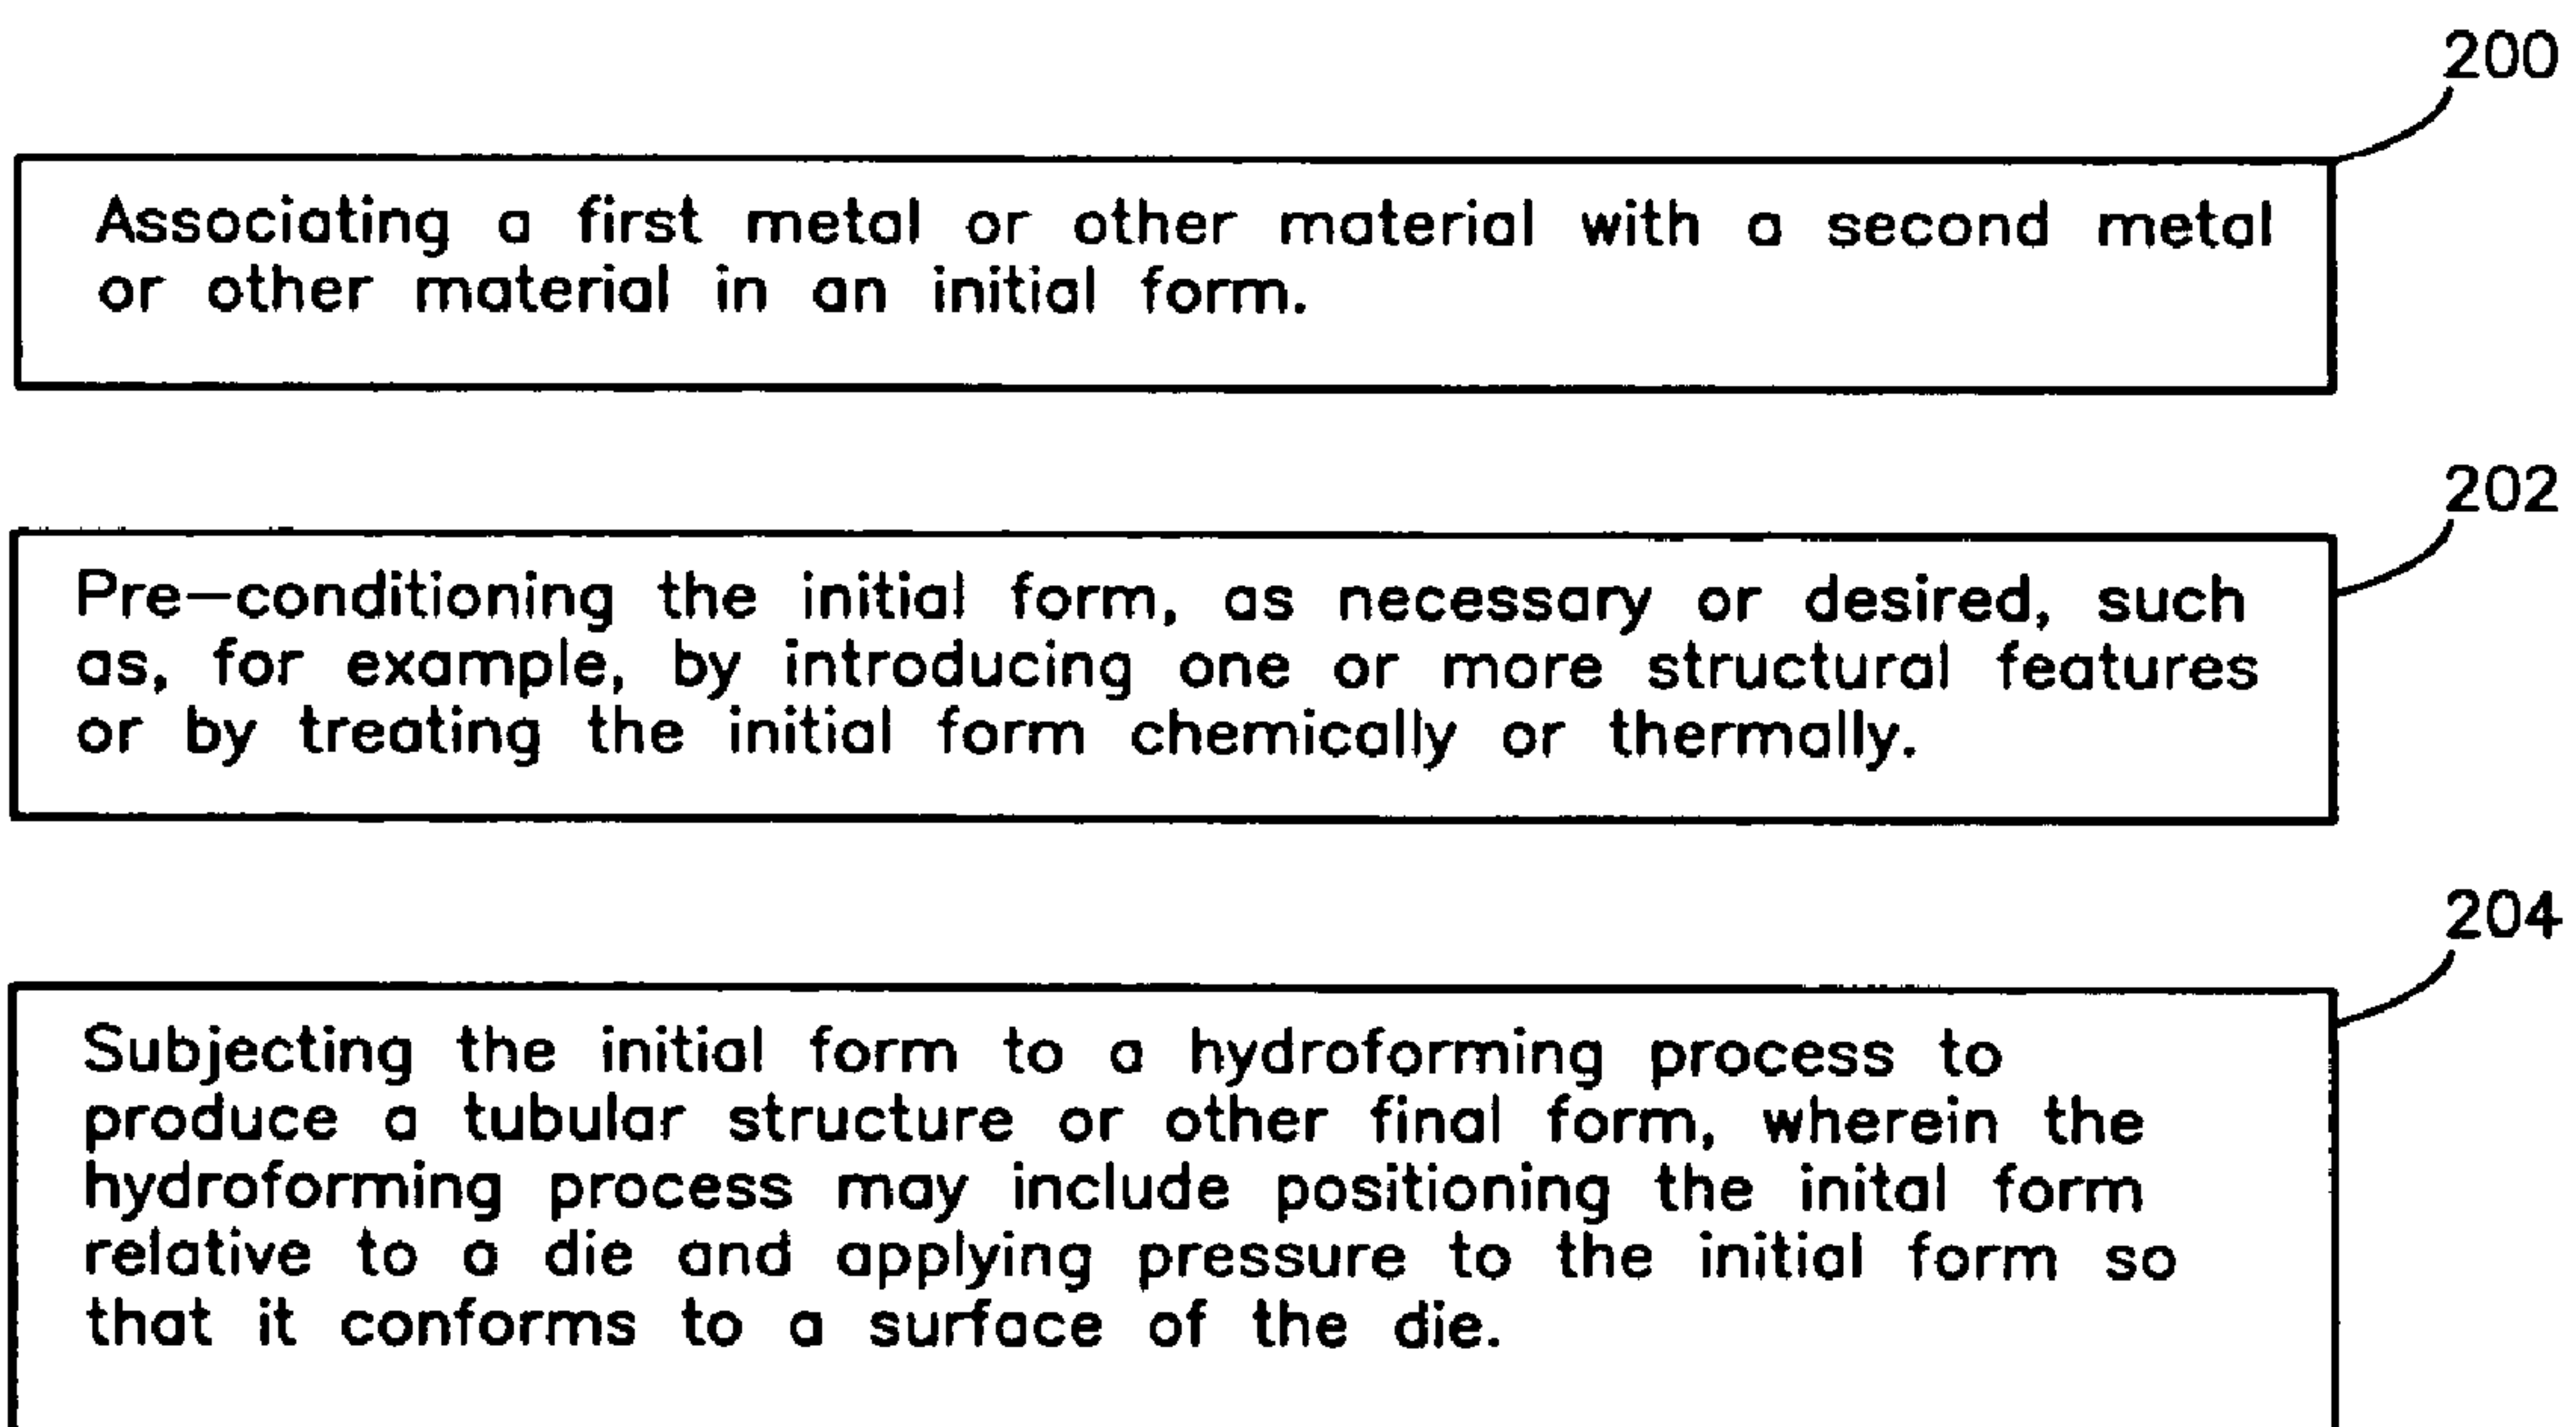 200
Associating a first metal or other material with a second metal
or other material in an initial form.
202
Pre-conditioning the initial form, as necessary or desired, such
as, for example, by introducing one or more structural features
or by treating the initial form chemically or thermally.
204
Subjecting the initial form to a hydroforming process to
produce a tubular structure or other final form, wherein the
hydroforming process may include positioning the inital form
relative to a die and applying pressure to the initial form so
that it conforms to a surface of the die.